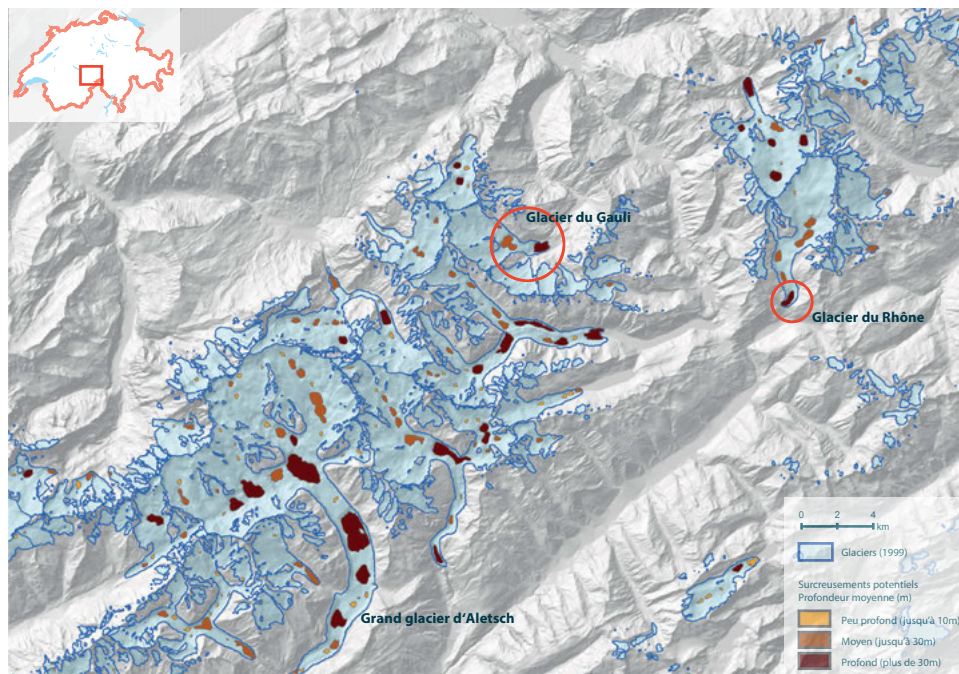 Glacier du Gauli
Glacier du Rhône
Grand glacier d'Aletsch
0 2 4
km
Glaciers (1999)
Surcreusements potentiels
Profondeur moyenne (m)
Peu profond (jusqu'à 10m)
Moyen (jusqu'à 30m)
Profond (plus de 30m)